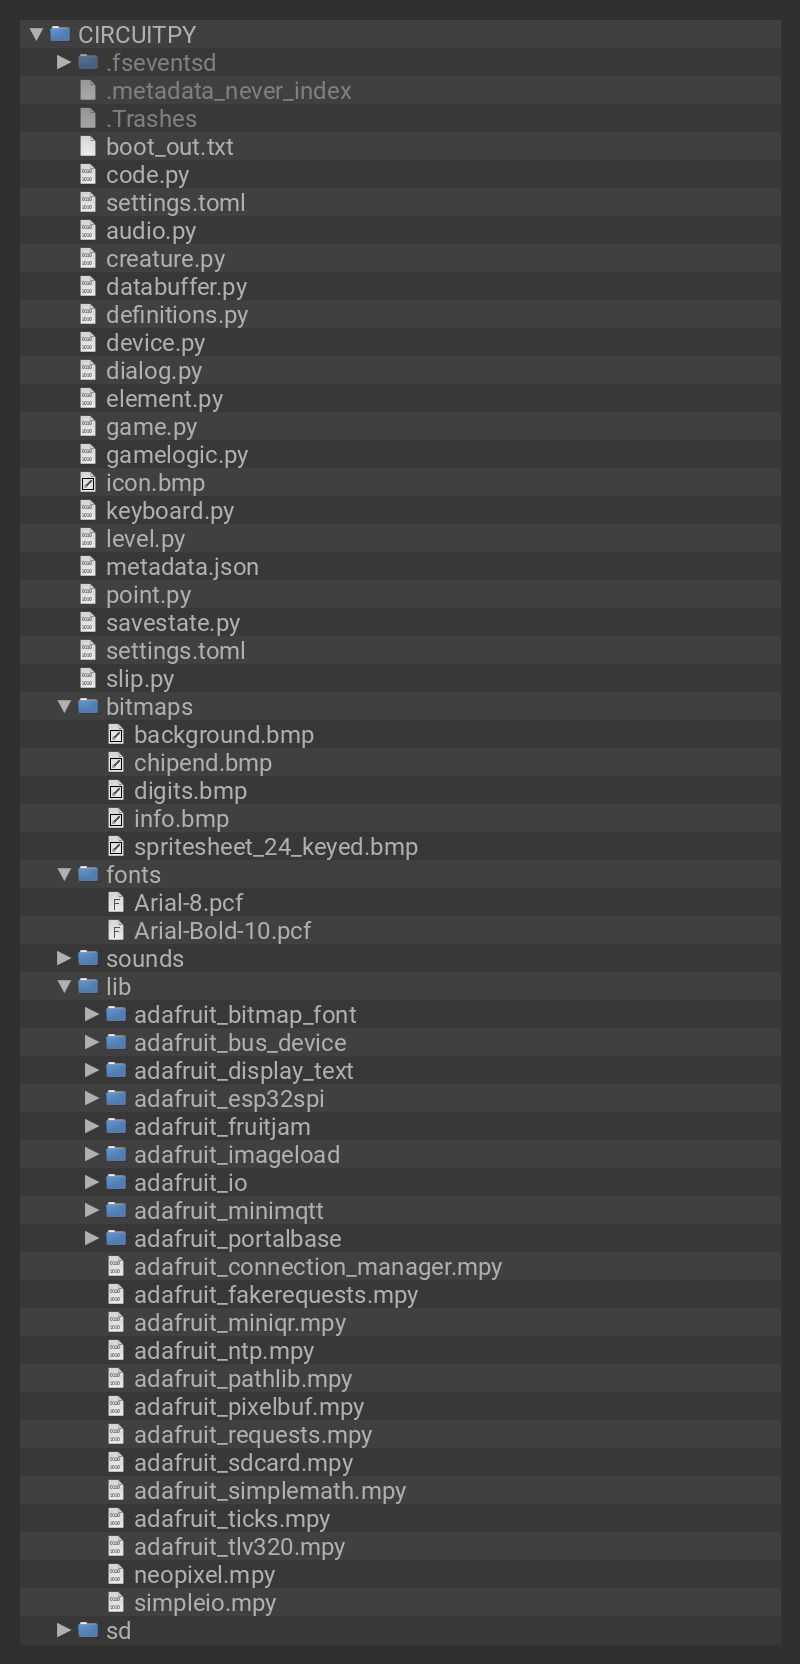 CIRCUITPY
.fseventsd
.metadata_never_index
.Trashes
boot_out.txt
code.py
settings.toml
audio.py
creature.py
databuffer.py
definitions.py
device.py
dialog.py
element.py
game.py
gamelogic.py
icon.bmp
keyboard.py
level.py
metadata.json
point.py
savestate.py
settings.toml
slip.py
bitmaps
background.bmp
chipend.bmp
digits.bmp
info.bmp
spritesheet_24_keyed.bmp
fonts
Arial-8.pcf
Arial-Bold-10.pcf
sounds
lib
adafruit_bitmap_font
adafruit_bus_device
adafruit_display_text
adafruit_esp32spi
adafruit_fruitjam
adafruit_imageload
adafruit_io
adafruit_minimqtt
adafruit_portalbase
adafruit_connection_manager.mpy
adafruit_fakerequests.mpy
adafruit_miniqr.mpy
adafruit_ntp.mpy
adafruit_pathlib.mpy
adafruit_pixelbuf.mpy
adafruit_requests.mpy
adafruit_sdcard.mpy
adafruit_simplemath.mpy
adafruit_ticks.mpy
adafruit_tlv320.mpy
neopixel.mpy
simpleio.mpy
sd